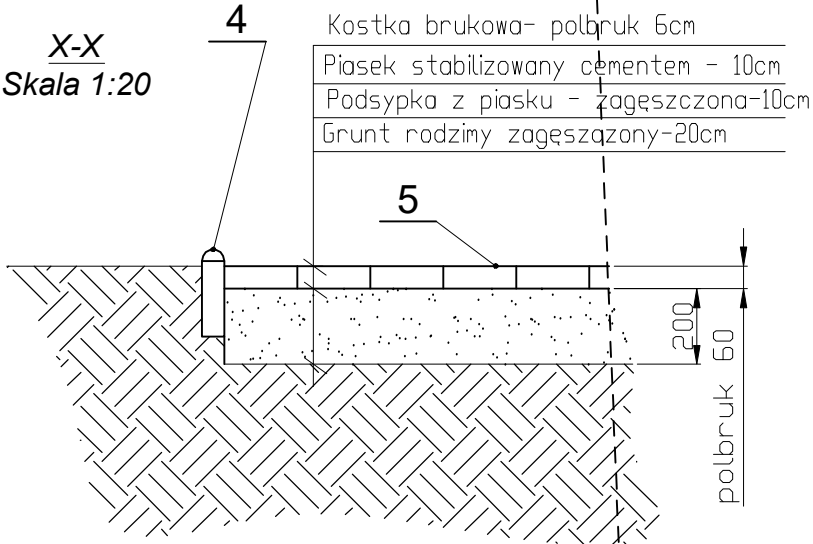 X-X
Skala 1:20
4
Kostka brukowa- polbruk 6cm
Piasek stabilizowany cementem - 10cm
Podsypka z piasku - zagęszczona-10cm
Grunt rodzimy zagęszązony-20cm
5
200
polbruk 60